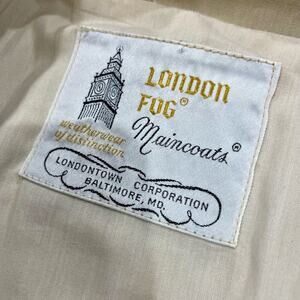 LONDON
FOG®
Maincoats®
weatherwear
of distinction
LONDONTOWN CORPORATION
BALTIMORE, MD.